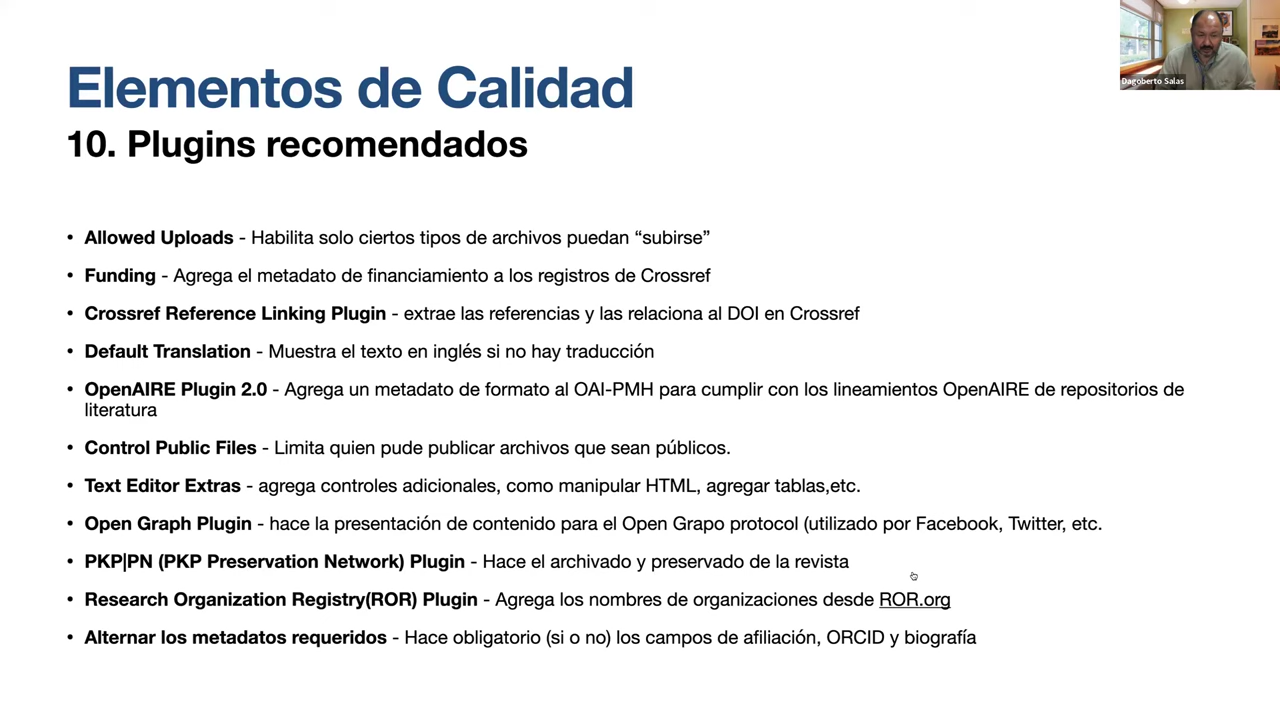 Dagoberto Salas
Elementos de Calidad
10. Plugins recomendados
• Allowed Uploads - Habilita solo ciertos tipos de archivos puedan “subirse”
• Funding - Agrega el metadato de financiamiento a los registros de Crossref
• Crossref Reference Linking Plugin - extrae las referencias y las relaciona al DOI en Crossref
• Default Translation - Muestra el texto en inglés si no hay traducción
• OpenAIRE Plugin 2.0 - Agrega un metadato de formato al OAI-PMH para cumplir con los lineamientos OpenAIRE de repositorios de
literatura
• Control Public Files - Limita quien pude publicar archivos que sean públicos.
• Text Editor Extras - agrega controles adicionales, como manipular HTML, agregar tablas,etc.
• Open Graph Plugin - hace la presentación de contenido para el Open Grapo protocol (utilizado por Facebook, Twitter, etc.
• PKP|PN (PKP Preservation Network) Plugin - Hace el archivado y preservado de la revista
• Research Organization Registry(ROR) Plugin - Agrega los nombres de organizaciones desde ROR.org
• Alternar los metadatos requeridos - Hace obligatorio (si o no) los campos de afiliación, ORCID y biografía